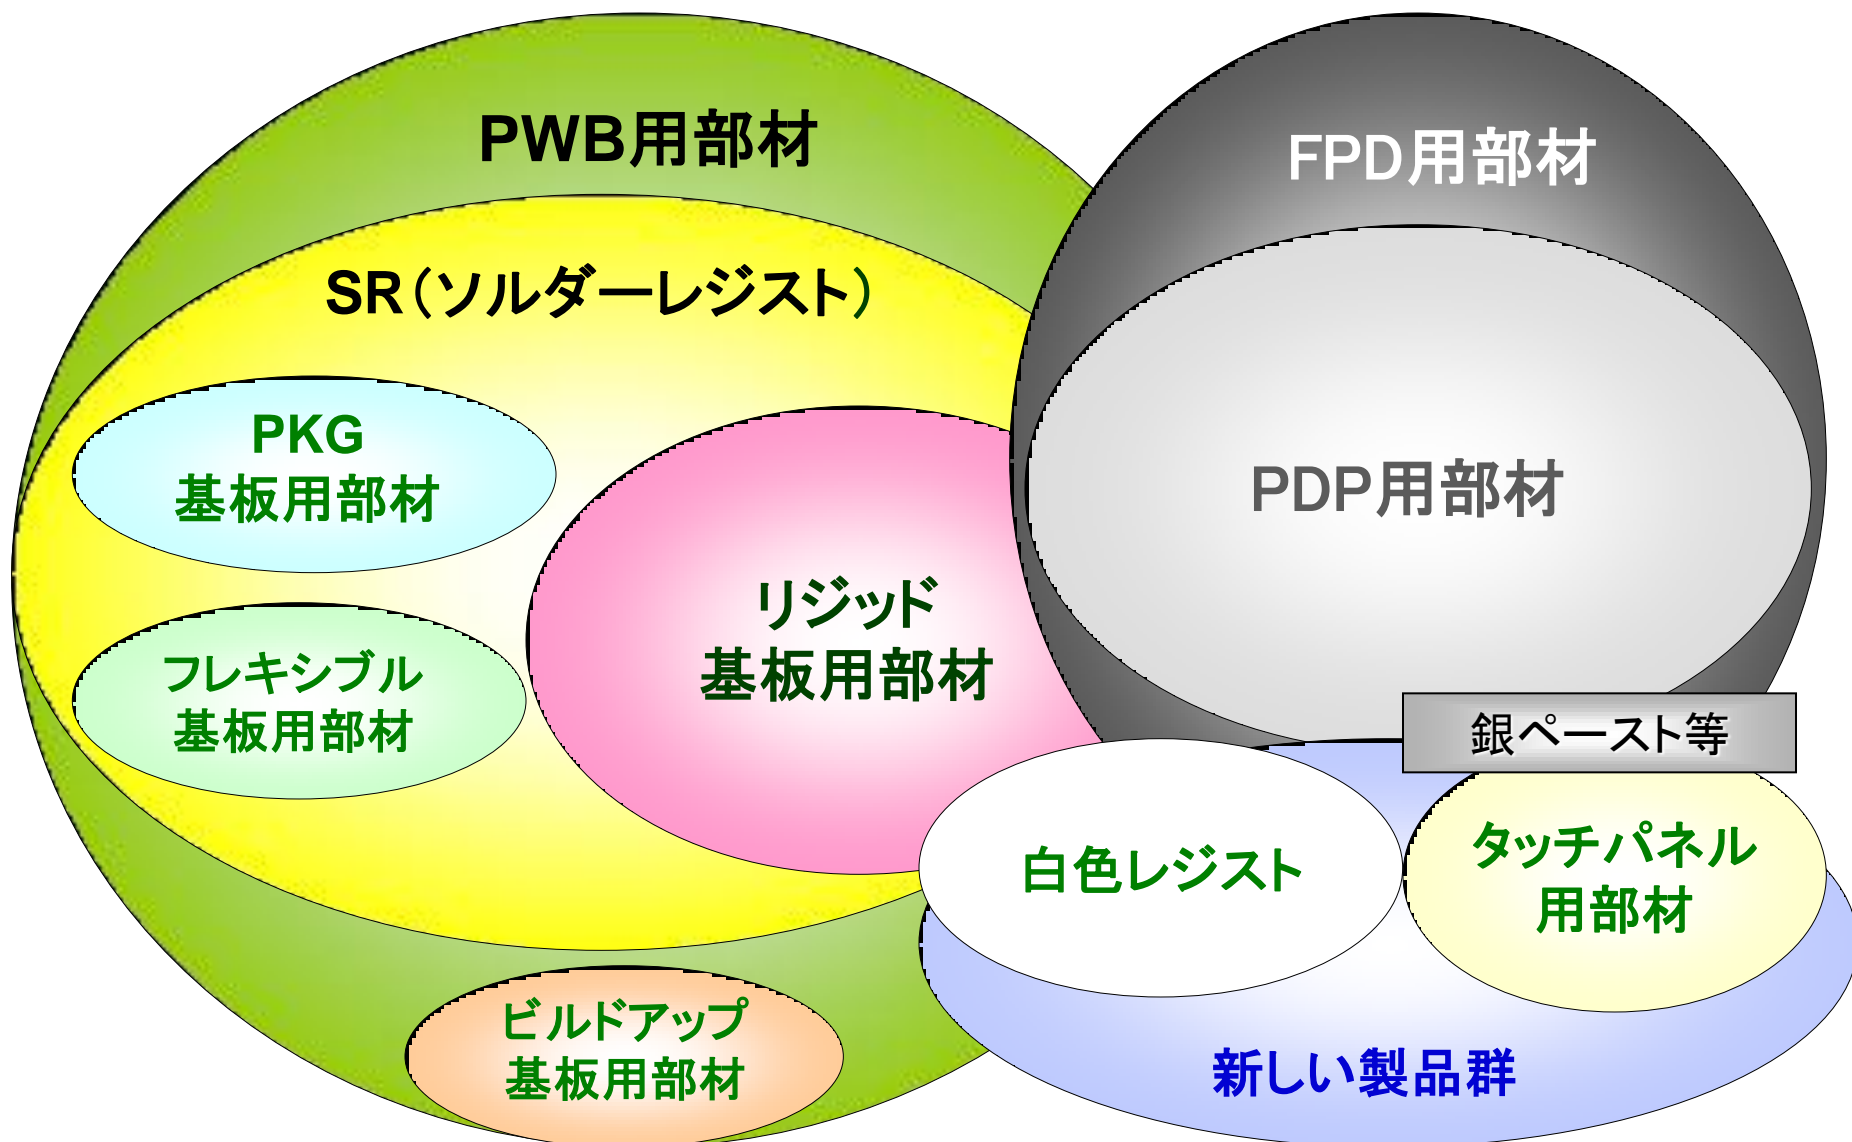 PWB用部材
FPD用部材
SR（ソルダーレジスト）
PKG
基板用部材
PDP用部材
リジッド
基板用部材
フレキシブル
基板用部材
銀ペースト等
白色レジスト
タッチパネル
用部材
ビルドアップ
基板用部材
新しい製品群